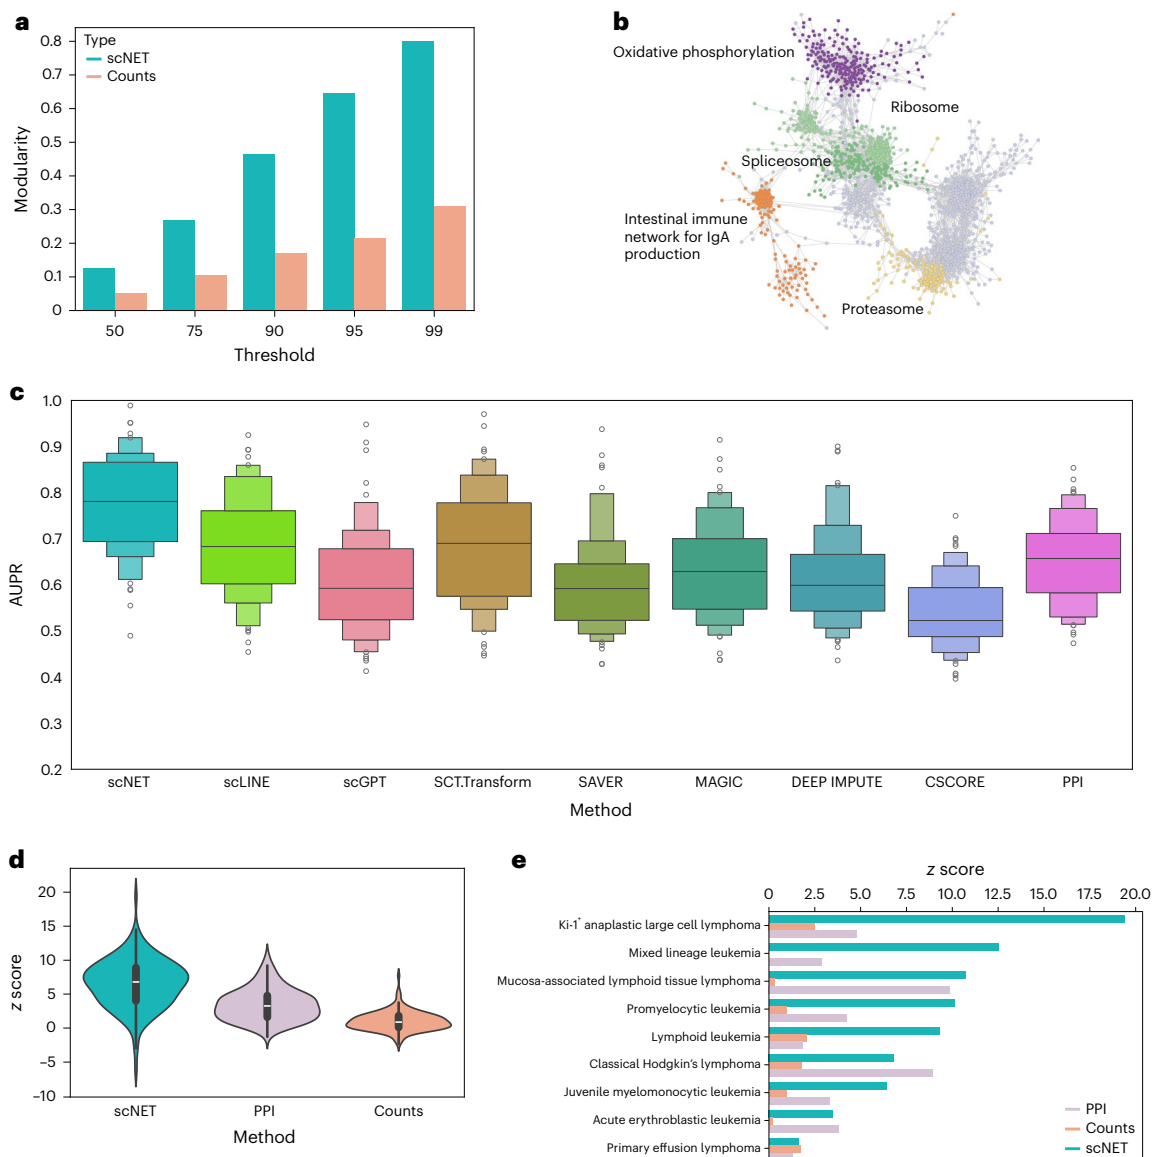 a
Type
scNET
Counts
Modularity
0.8
0.7
0.6
0.5
0.4
0.3
0.2
0.1
0
50 75 90 95 99
Threshold
b
Oxidative phosphorylation
Ribosome
Spliceosome
Intestinal immune
network for IgA
production
Proteasome
c
AUPR
1.0
0.9
0.8
0.7
0.6
0.5
0.4
0.3
0.2
scNET scLINE scGPT SCT.Transform SAVER MAGIC DEEP IMPUTE CSCORE PPI
Method
d
z score
20
15
10
5
0
−5
−10
scNET PPI Counts
Method
e
z score
0 2.5 5.0 7.5 10.0 12.5 15.0 17.5 20.0
Ki-1+ anaplastic large cell lymphoma
Mixed lineage leukemia
Mucosa-associated lymphoid tissue lymphoma
Promyelocytic leukemia
Lymphoid leukemia
Classical Hodgkin's lymphoma
Juvenile myelomonocytic leukemia
Acute erythroblastic leukemia
Primary effusion lymphoma
PPI
Counts
scNET